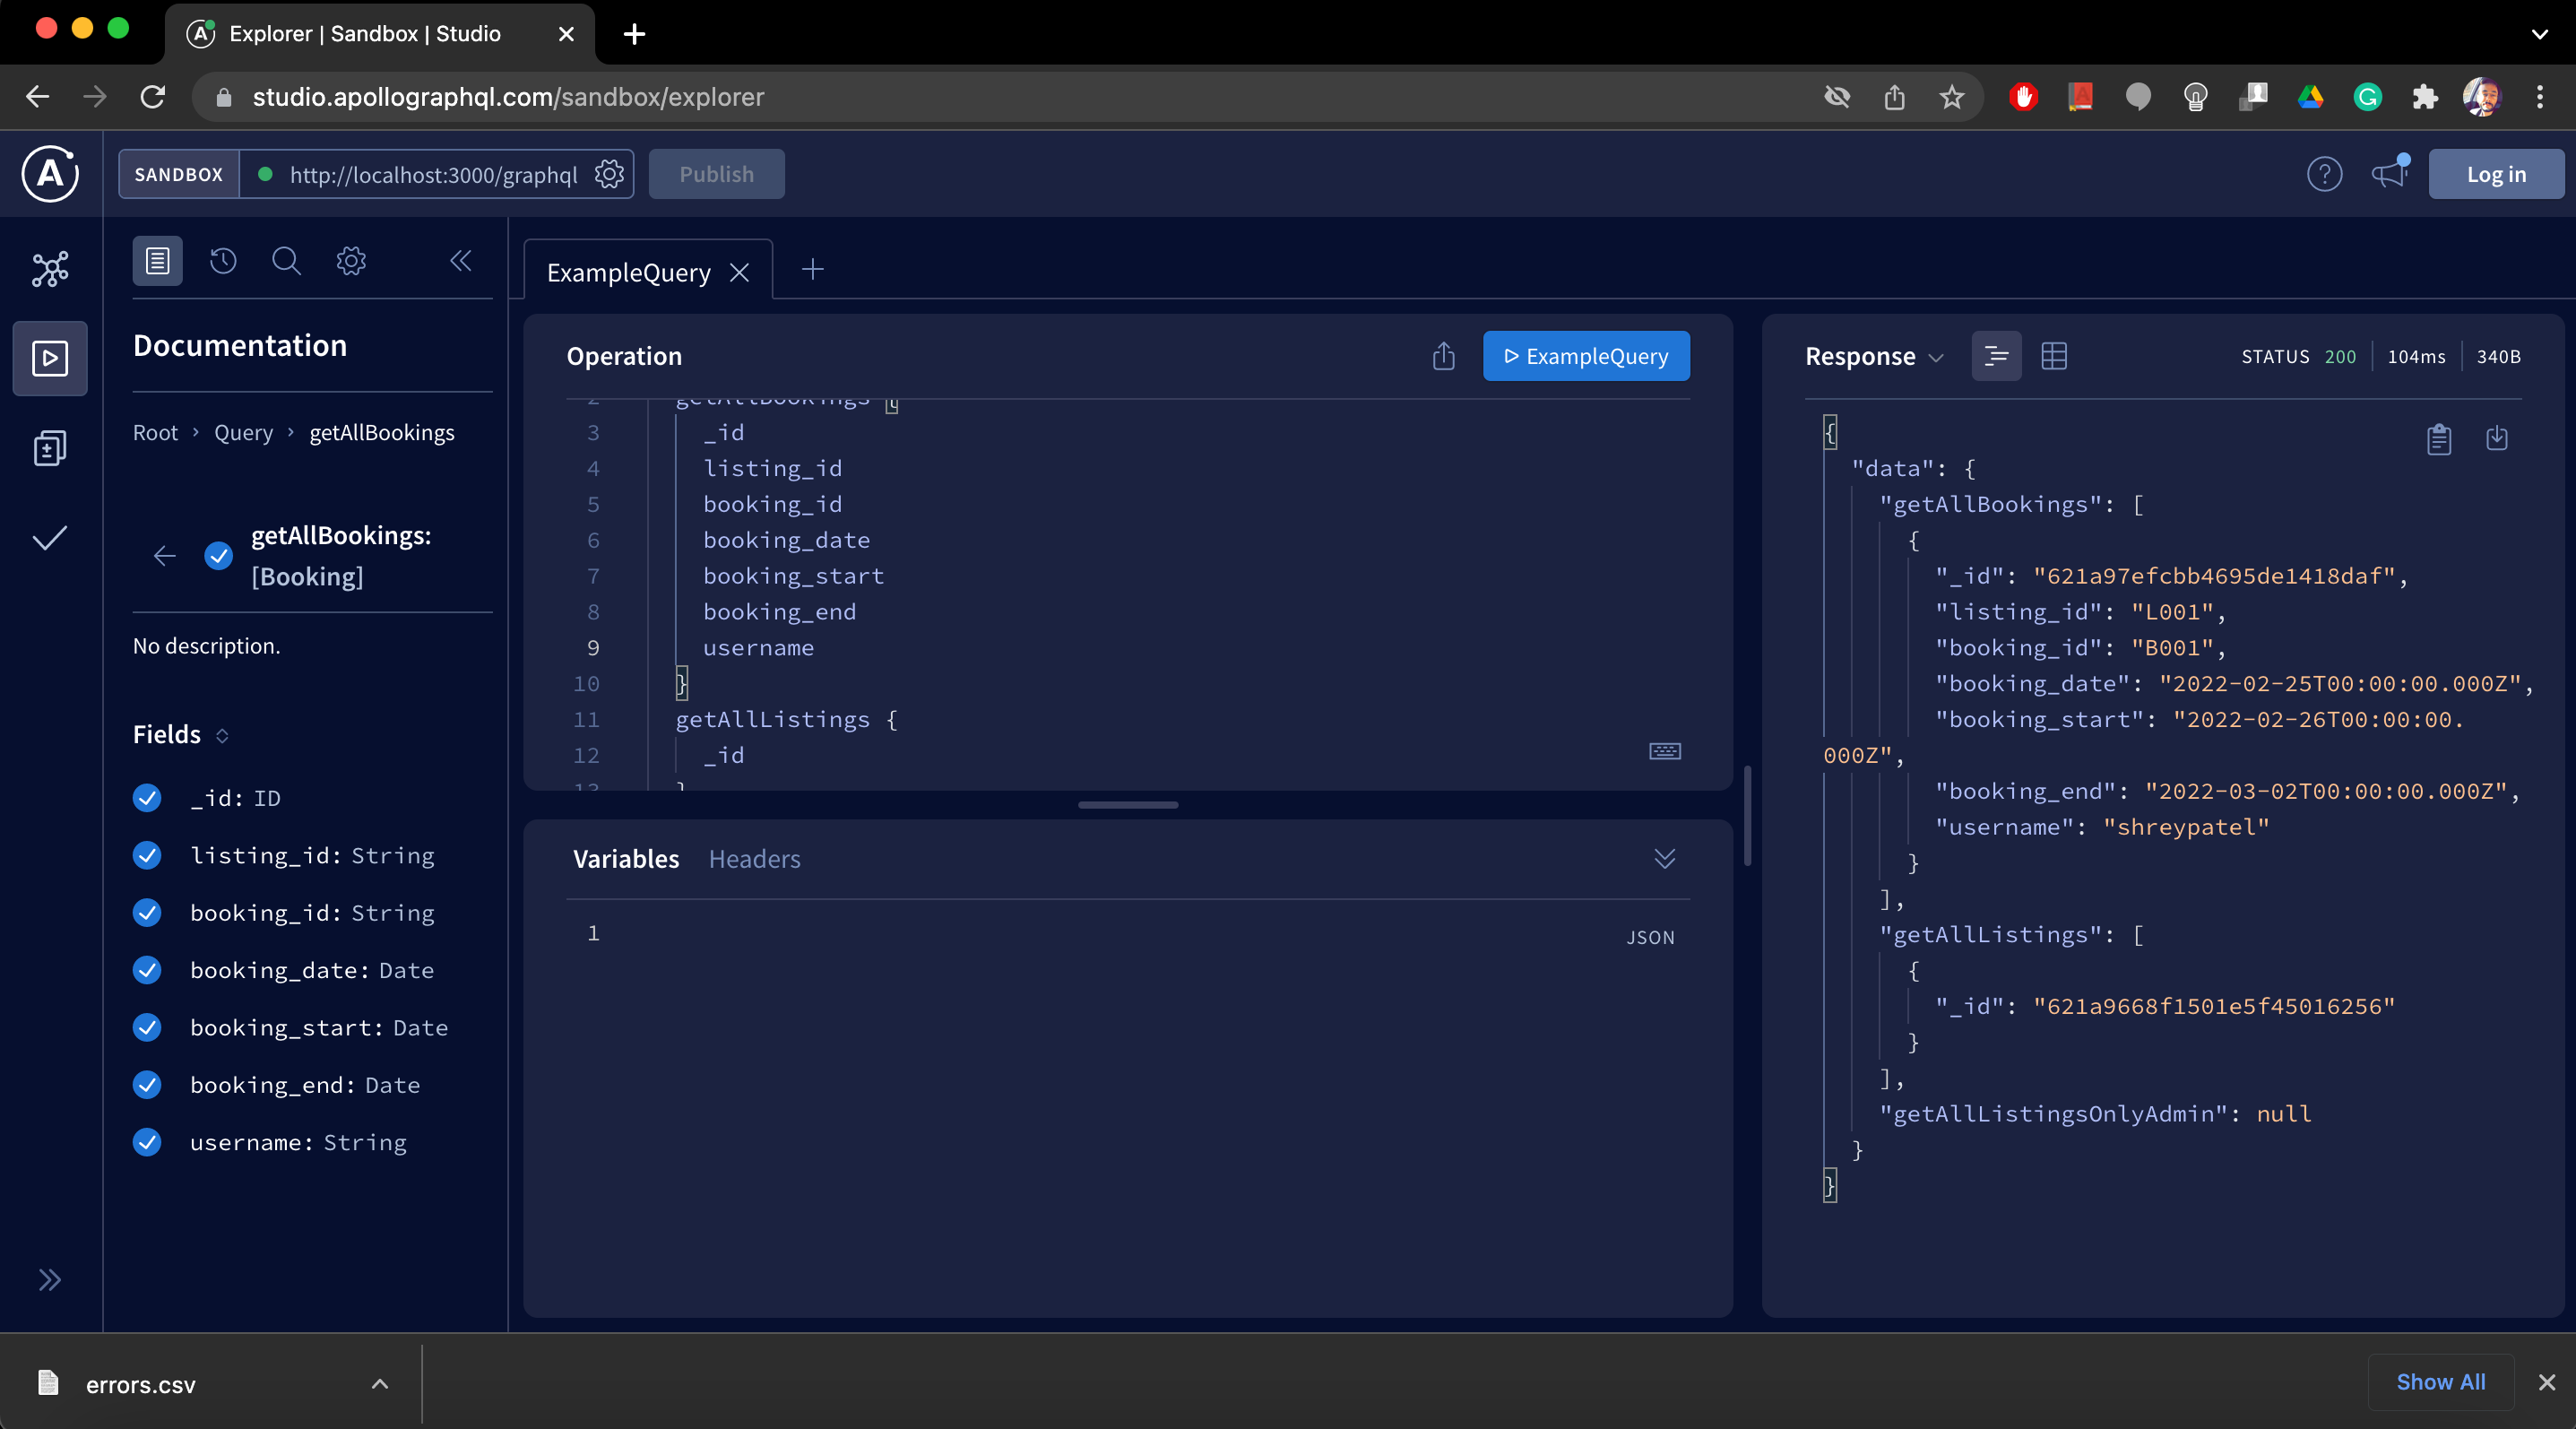 Explorer | Sandbox | Studio
studio.apollographql.com/sandbox/explorer
SANDBOX
http://localhost:3000/graphql
Publish
Log in
Documentation
Root › Query › getAllBookings
getAllBookings:
[Booking]
No description.
Fields
_id: ID
listing_id: String
booking_id: String
booking_date: Date
booking_start: Date
booking_end: Date
username: String
ExampleQuery
Operation
ExampleQuery
2 getAllBookings {
3 _id
4 listing_id
5 booking_id
6 booking_date
7 booking_start
8 booking_end
9 username
10 }
11 getAllListings {
12 _id
13 }
Variables Headers
1
JSON
Response
STATUS 200 104ms 340B
{
"data": {
"getAllBookings": [
{
"_id": "621a97efcbb4695de1418daf",
"listing_id": "L001",
"booking_id": "B001",
"booking_date": "2022-02-25T00:00:00.000Z",
"booking_start": "2022-02-26T00:00:00.
000Z",
"booking_end": "2022-03-02T00:00:00.000Z",
"username": "shreypatel"
}
],
"getAllListings": [
{
"_id": "621a9668f1501e5f45016256"
}
],
"getAllListingsOnlyAdmin": null
}
}
errors.csv
Show All